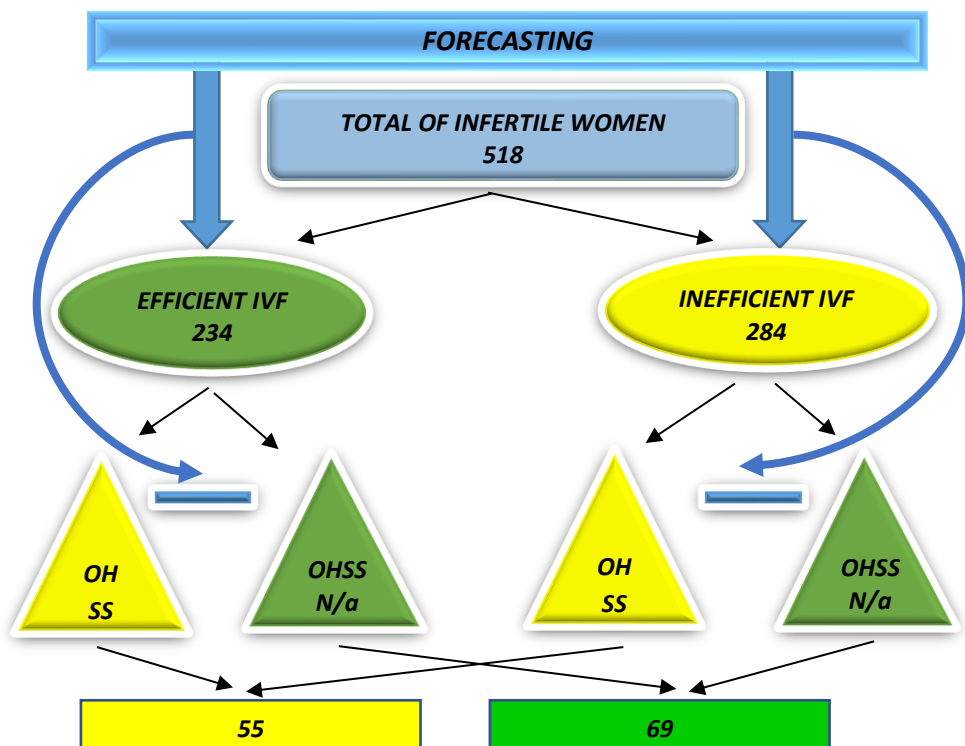 FORECASTING
TOTAL OF INFERTILE WOMEN
518
EFFICIENT IVF
234
INEFFICIENT IVF
284
OH
SS
OHSS
N/a
OH
SS
OHSS
N/a
55
69